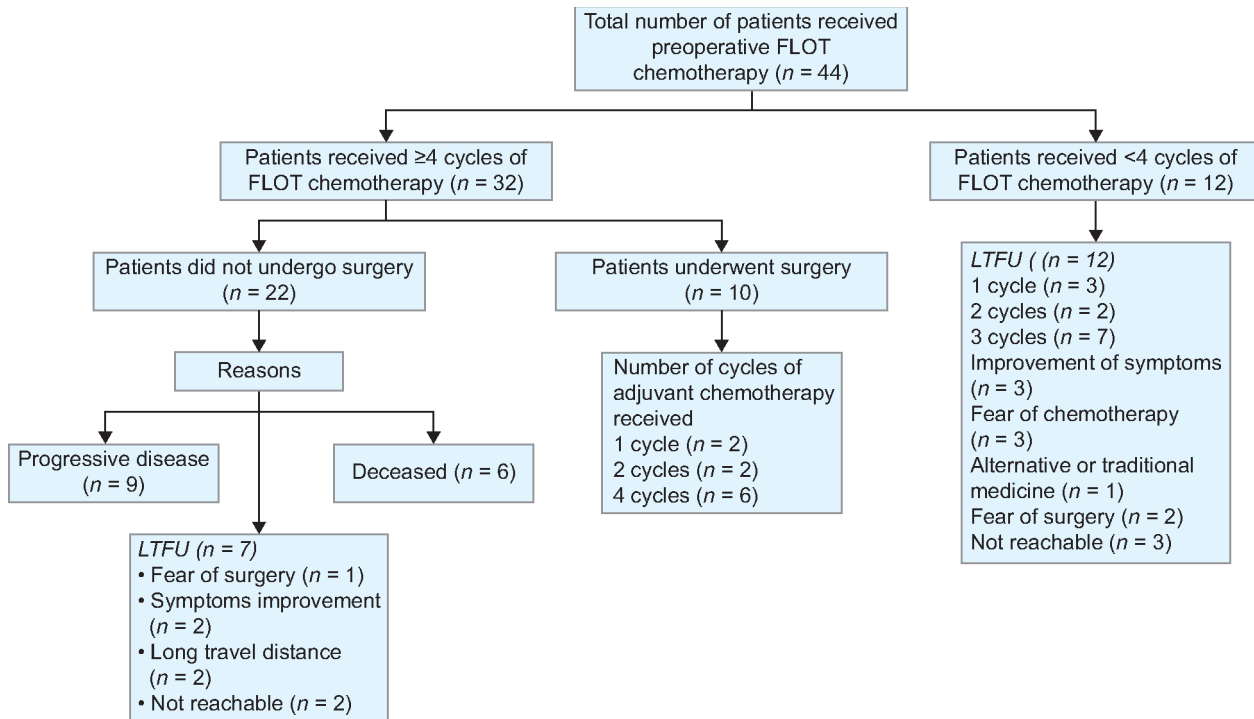 Total number of patients received
preoperative FLOT
chemotherapy (n = 44)
Patients received ≥4 cycles of
FLOT chemotherapy (n = 32)
Patients received <4 cycles of
FLOT chemotherapy (n = 12)
Patients did not undergo surgery
(n = 22)
Patients underwent surgery
(n = 10)
LTFU ( (n = 12)
1 cycle (n = 3)
2 cycles (n = 2)
3 cycles (n = 7)
Improvement of symptoms
(n = 3)
Fear of chemotherapy
(n = 3)
Alternative or traditional
medicine (n = 1)
Fear of surgery (n = 2)
Not reachable (n = 3)
Reasons
Number of cycles of
adjuvant chemotherapy
received
1 cycle (n = 2)
2 cycles (n = 2)
4 cycles (n = 6)
Progressive disease
(n = 9)
Deceased (n = 6)
LTFU (n = 7)
• Fear of surgery (n = 1)
• Symptoms improvement
(n = 2)
• Long travel distance
(n = 2)
• Not reachable (n = 2)